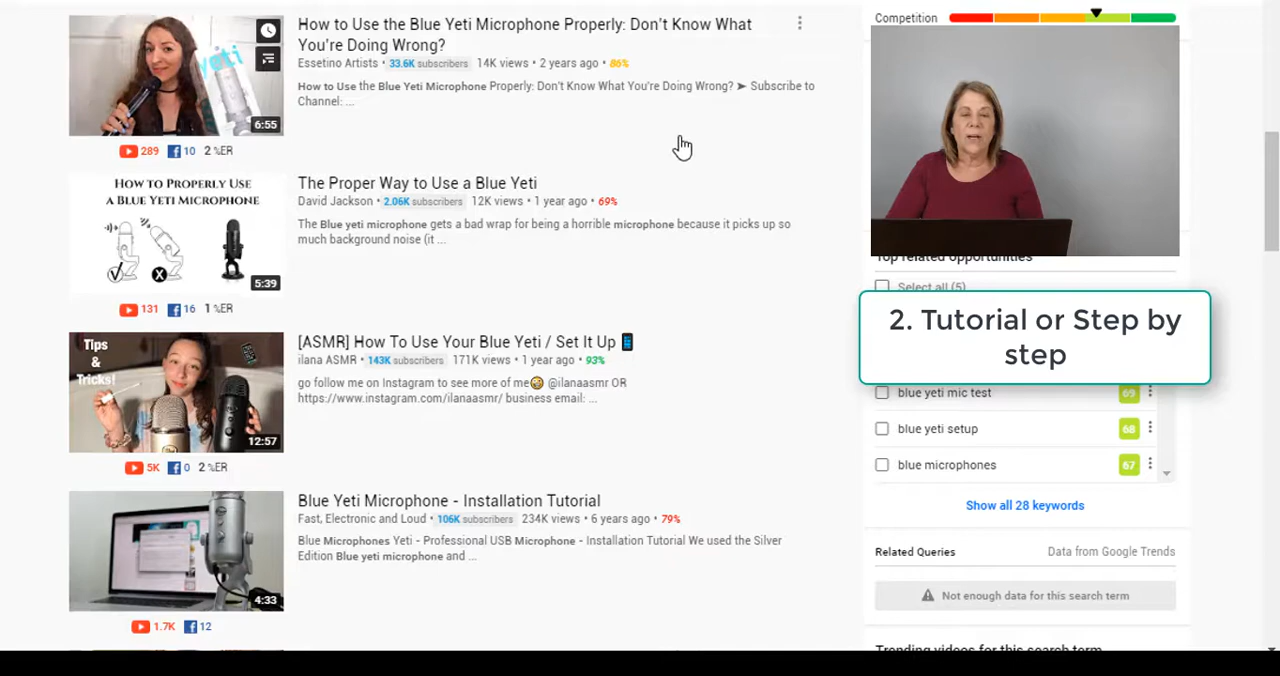 How to Use the Blue Yeti Microphone Properly: Don't Know What
You're Doing Wrong?
Essetino Artists • 33.6K subscribers 14K views • 2 years ago • 86%
How to Use the Blue Yeti Microphone Properly: Don't Know What You're Doing Wrong? ➤ Subscribe to
Channel: ...
yeti
6:55
289 10 2 %ER
HOW TO PROPERLY USE
A BLUE YETI MICROPHONE
5:39
The Proper Way to Use a Blue Yeti
David Jackson • 2.06K subscribers 12K views • 1 year ago • 69%
The Blue yeti microphone gets a bad wrap for being a horrible microphone because it picks up so
much background noise (it ...
131 16 1 %ER
Tips
&
Tricks!
12:57
[ASMR] How To Use Your Blue Yeti / Set It Up 📱
ilana ASMR • 143K subscribers 171K views • 1 year ago • 93%
go follow me on Instagram to see more of me @ilanaasmr OR
https://www.instagram.com/ilanaasmr/ business email: ...
5K 0 2 %ER
4:33
Blue Yeti Microphone - Installation Tutorial
Fast, Electronic and Loud • 106K subscribers 234K views • 6 years ago • 79%
Blue Microphones Yeti - Professional USB Microphone - Installation Tutorial We used the Silver
Edition Blue yeti microphone and ...
1.7K 12
Competition
Top related opportunities
Select all (5)
2. Tutorial or Step by
step
blue yeti mic test 69
blue yeti setup 68
blue microphones 67
Show all 28 keywords
Related Queries Data from Google Trends
Not enough data for this search term
Trending videos for this search term